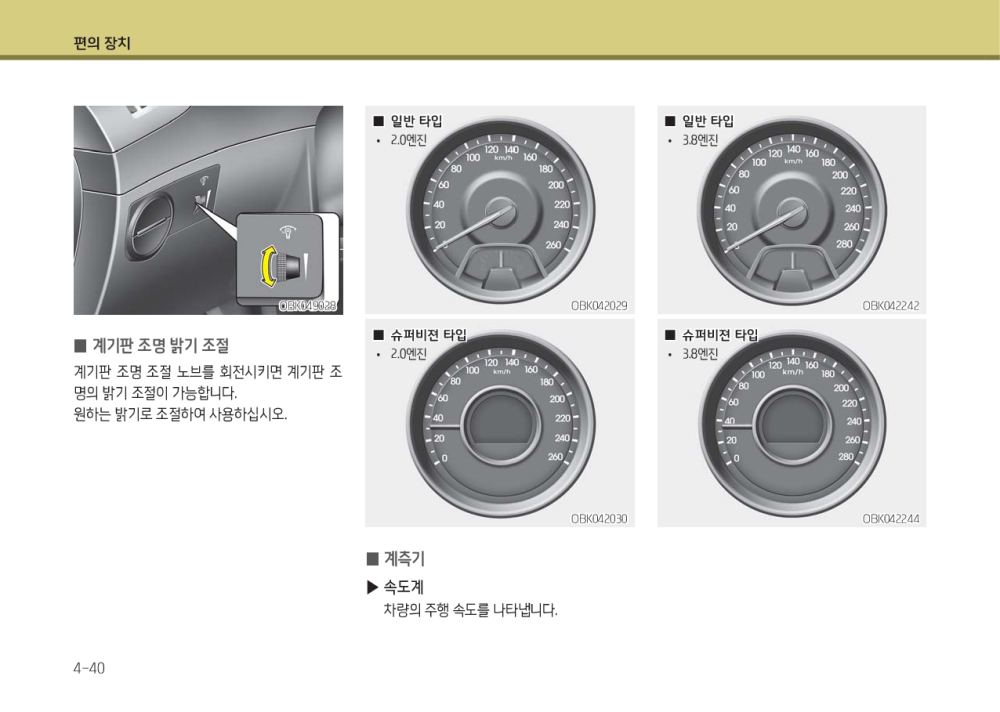 편의 장치
OBK049028
■ 계기판 조명 밝기 조절
계기판 조명 조절 노브를 회전시키면 계기판 조
명의 밝기 조절이 가능합니다.
원하는 밝기로 조절하여 사용하십시오.
■ 일반 타입
• 2.0엔진
0 20 40 60 80 100 120 140 160 180 200 220 240 260
km/h
OBK042029
■ 슈퍼비젼 타입
• 2.0엔진
0 20 40 60 80 100 120 140 160 180 200 220 240 260
km/h
OBK042030
■ 일반 타입
• 3.8엔진
0 20 40 60 80 100 120 140 160 180 200 220 240 260 280
km/h
OBK042242
■ 슈퍼비젼 타입
• 3.8엔진
0 20 40 60 80 100 120 140 160 180 200 220 240 260 280
km/h
OBK042244
■ 계측기
▶ 속도계
차량의 주행 속도를 나타냅니다.
4-40